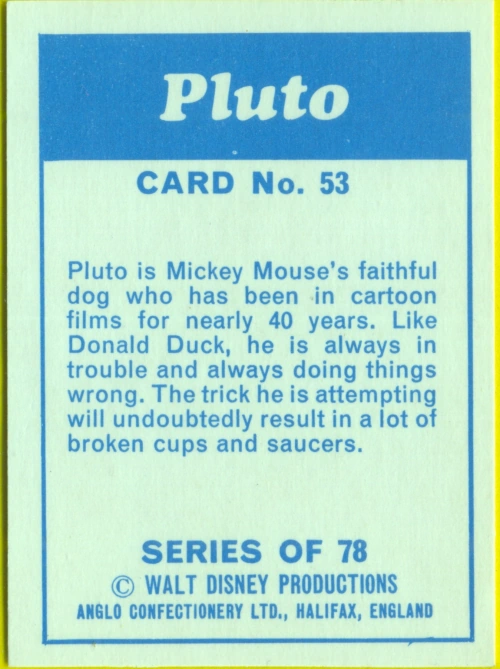 Pluto
CARD No. 53
Pluto is Mickey Mouse's faithful
dog who has been in cartoon
films for nearly 40 years. Like
Donald Duck, he is always in
trouble and always doing things
wrong. The trick he is attempting
will undoubtedly result in a lot of
broken cups and saucers.
SERIES OF 78
© WALT DISNEY PRODUCTIONS
ANGLO CONFECTIONERY LTD., HALIFAX, ENGLAND